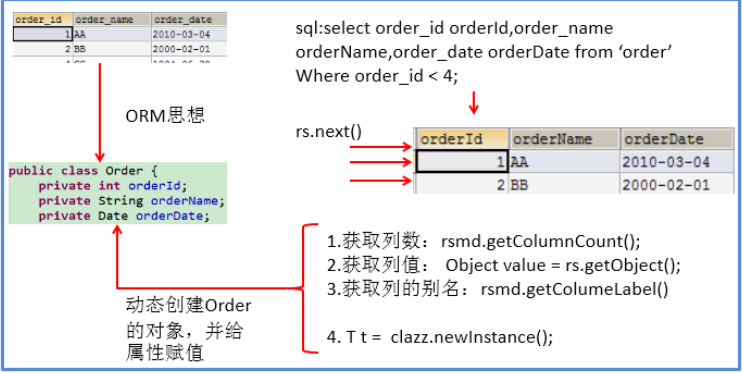 order_id order_name order_date
1 AA 2010-03-04
2 BB 2000-02-01
sql:select order_id orderId,order_name
orderName,order_date orderDate from ‘order’
Where order_id < 4;
ORM思想
rs.next()
orderId orderName orderDate
1 AA 2010-03-04
2 BB 2000-02-01
public class Order {
private int orderId;
private String orderName;
private Date orderDate;
1.获取列数：rsmd.getColumnCount();
2.获取列值： Object value = rs.getObject();
3.获取列的别名：rsmd.getColumeLabel()
4. T t = clazz.newInstance();
动态创建Order
的对象，并给
属性赋值